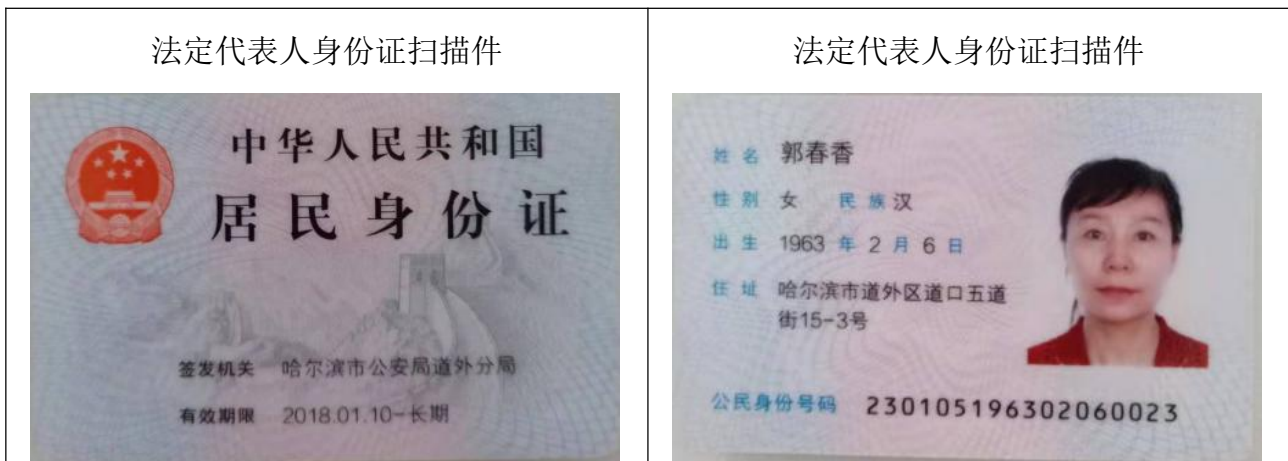 法定代表人身份证扫描件
中华人民共和国
居民身份证
签发机关 哈尔滨市公安局道外分局
有效期限 2018.01.10-长期
法定代表人身份证扫描件
姓名 郭春香
性别 女 民族 汉
出生 1963 年 2 月 6 日
住址 哈尔滨市道外区道口五道
街15-3号
公民身份号码 230105196302060023